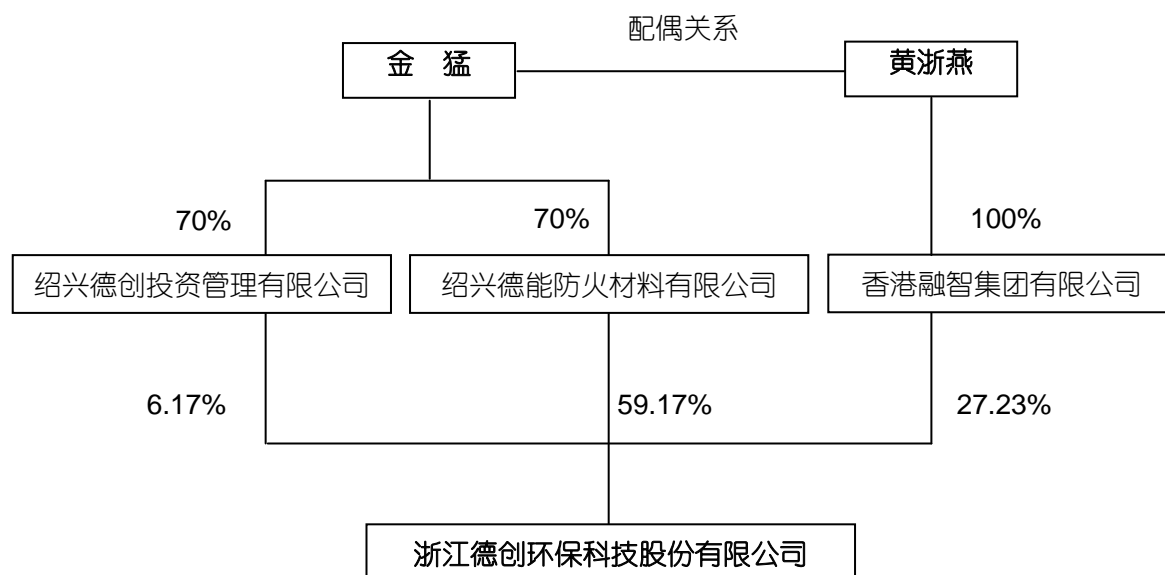 配偶关系
金　猛
黄浙燕
70%
70%
100%
绍兴德创投资管理有限公司
绍兴德能防火材料有限公司
香港融智集团有限公司
6.17%
59.17%
27.23%
浙江德创环保科技股份有限公司